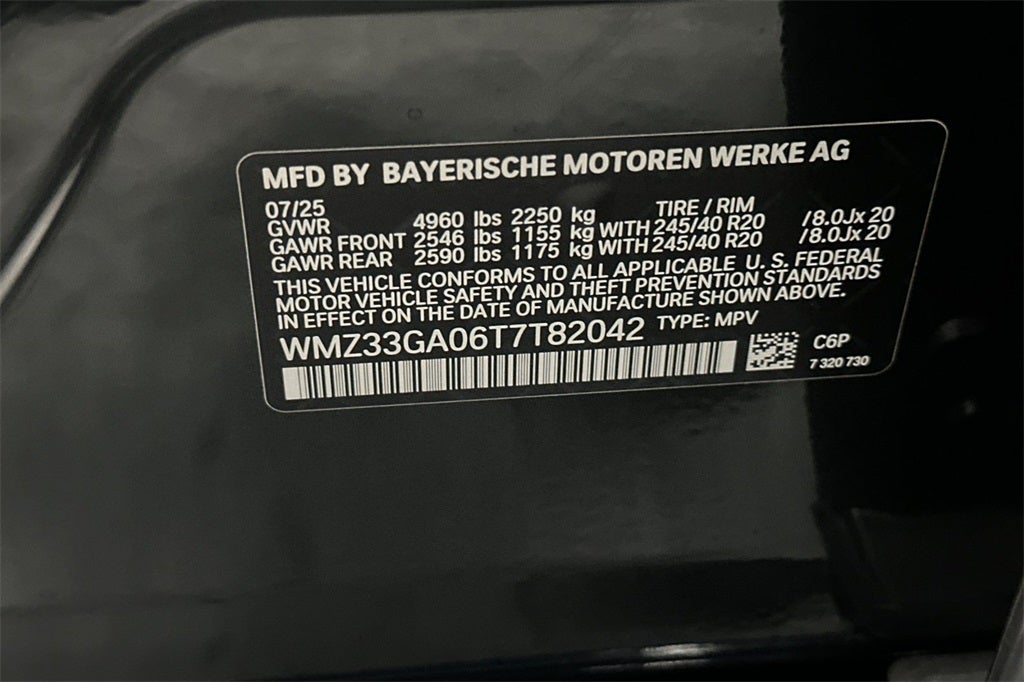 MFD BY BAYERISCHE MOTOREN WERKE AG
07/25 TIRE / RIM
GVWR 4960 lbs 2250 kg
GAWR FRONT 2546 lbs 1155 kg WITH 245/40 R20 /8.0Jx 20
GAWR REAR 2590 lbs 1175 kg WITH 245/40 R20 /8.0Jx 20
THIS VEHICLE CONFORMS TO ALL APPLICABLE U. S. FEDERAL
MOTOR VEHICLE SAFETY AND THEFT PREVENTION STANDARDS
IN EFFECT ON THE DATE OF MANUFACTURE SHOWN ABOVE.
WMZ33GA06T7T82042 TYPE: MPV
C6P
7 320 730